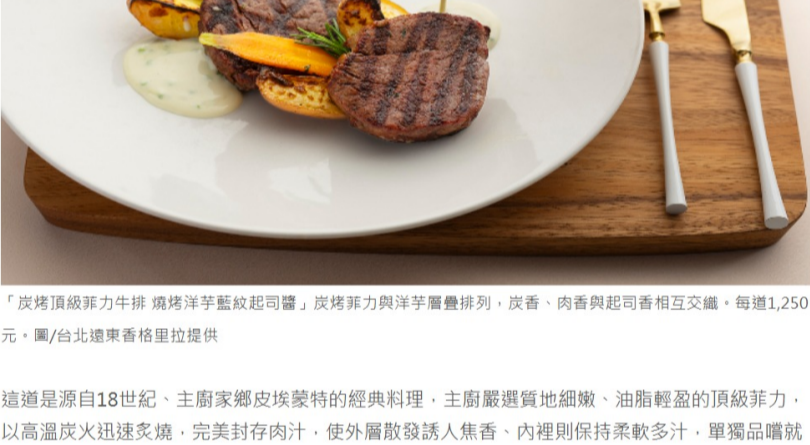 「炭烤頂級菲力牛排 燒烤洋芋藍紋起司醬」炭烤菲力與洋芋層疊排列，炭香、肉香與起司香相互交織。每道1,250
元。圖/台北遠東香格里拉提供
這道是源自18世紀、主廚家鄉皮埃蒙特的經典料理，主廚嚴選質地細嫩、油脂輕盈的頂級菲力，
以高溫炭火迅速炙燒，完美封存肉汁，使外層散發誘人焦香、內裡則保持柔軟多汁，單獨品嚐就